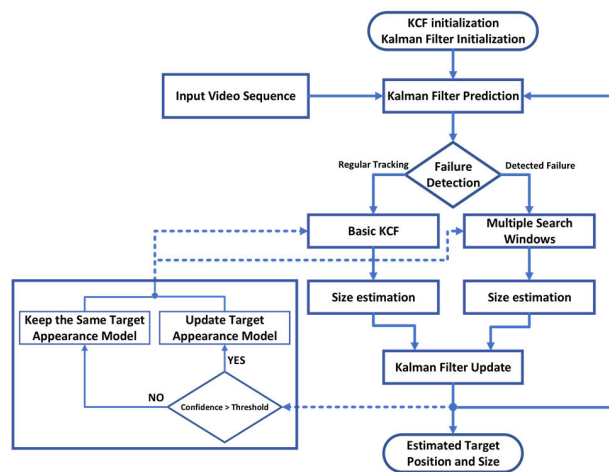 KCF initialization
Kalman Filter Initialization
Input Video Sequence
Kalman Filter Prediction
Regular Tracking
Failure
Detection
Detected Failure
Basic KCF
Multiple Search
Windows
Size estimation
Size estimation
Keep the Same Target
Appearance Model
Update Target
Appearance Model
Kalman Filter Update
YES
NO
Confidence > Threshold
Estimated Target
Position and Size